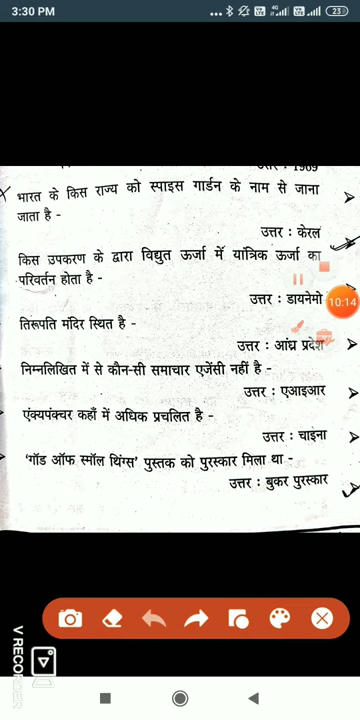 3:30 PM
4G
23
उत्तर : 1969
भारत के किस राज्य को स्पाइस गार्डन के नाम से जाना
जाता है -
उत्तर : केरल
किस उपकरण के द्वारा विद्युत ऊर्जा में यांत्रिक ऊर्जा का
परिवर्तन होता है -
उत्तर : डायनेमो
10:14
तिरूपति मंदिर स्थित है -
उत्तर : आंध्र प्रदेश
निम्नलिखित में से कौन-सी समाचार एजेंसी नहीं है -
उत्तर : एआइआर
एंक्यपंक्चर कहाँ में अधिक प्रचलित है -
उत्तर : चाइना
'गॉड ऑफ स्मॉल थिंग्स' पुस्तक को पुरस्कार मिला था -
उत्तर : बुकर पुरस्कार
V RECORDER